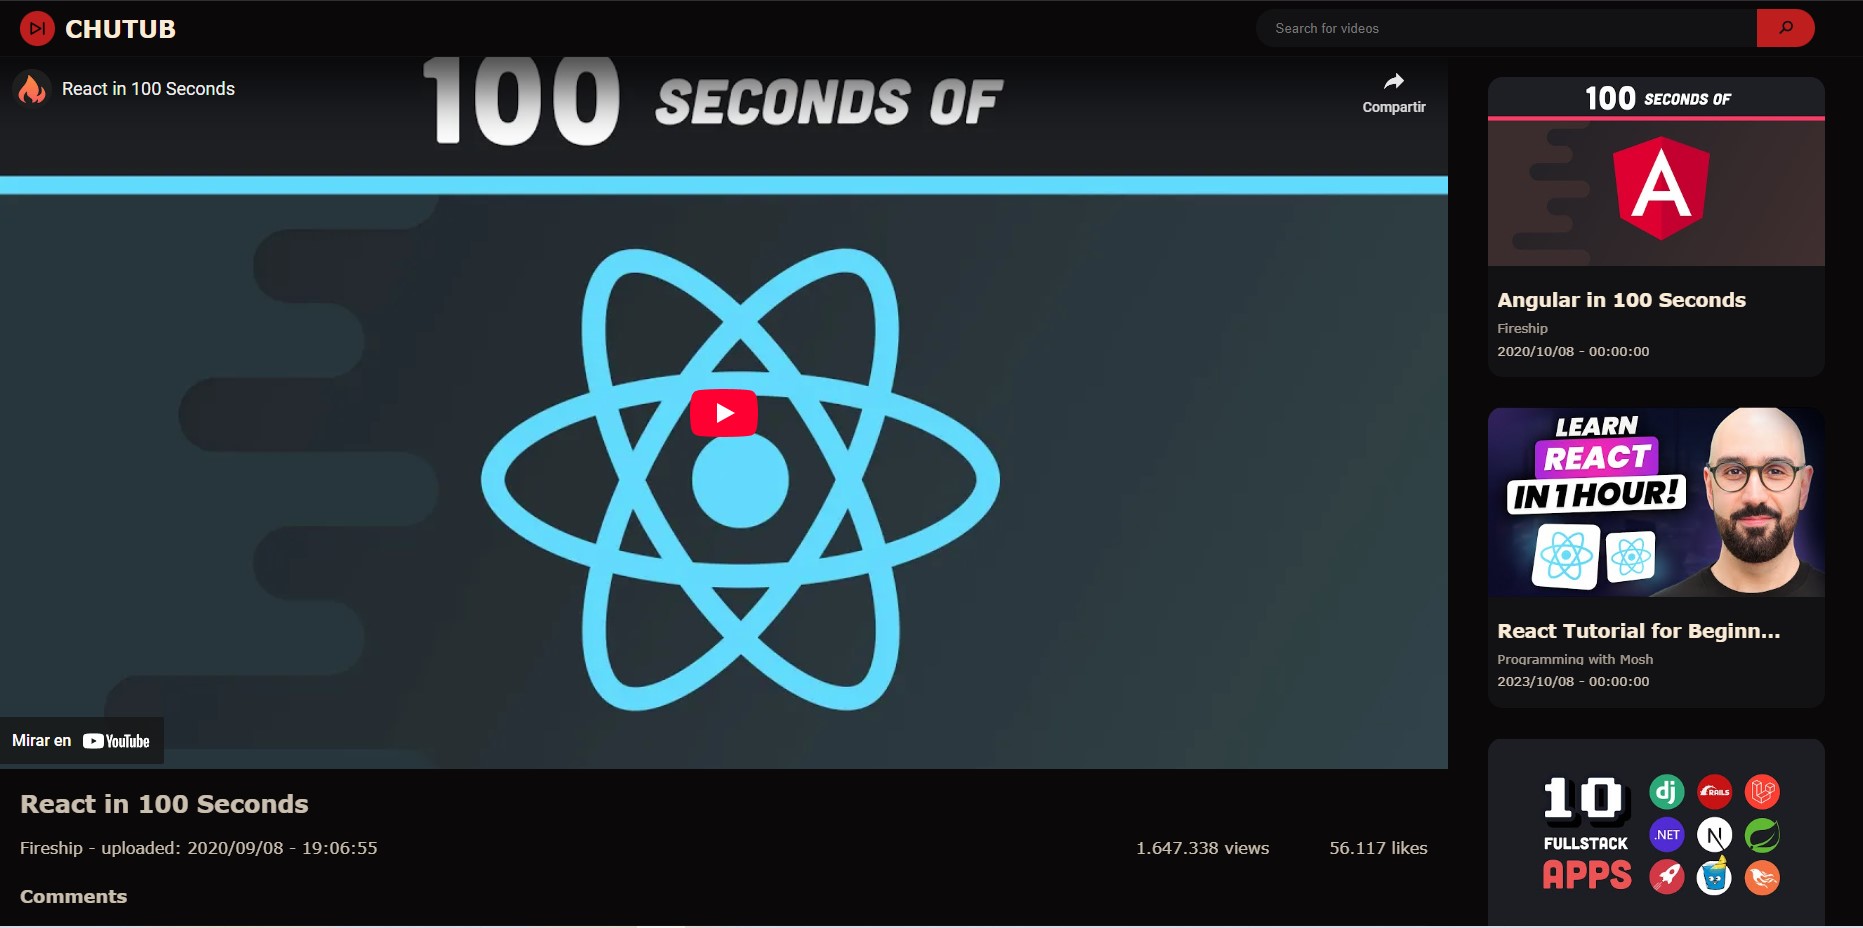 CHUTUB
Search for videos
React in 100 Seconds
100 SECONDS OF
Compartir
Mirar en YouTube
React in 100 Seconds
Fireship - uploaded: 2020/09/08 - 19:06:55
1.647.338 views
56.117 likes
Comments
100 SECONDS OF
A
Angular in 100 Seconds
Fireship
2020/10/08 - 00:00:00
LEARN
REACT
IN 1 HOUR!
React Tutorial for Beginn...
Programming with Mosh
2023/10/08 - 00:00:00
10
FULLSTACK
APPS
dj
RAILS
.NET
N